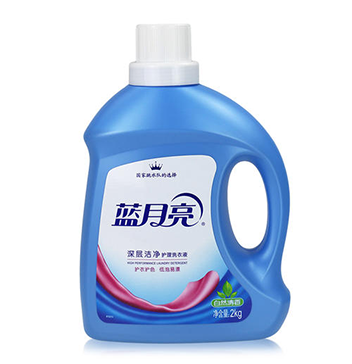 国家跳水队的选择
蓝月亮®
深层洁净 护理洗衣液
HIGH PERFORMANCE LAUNDRY DETERGENT
护衣护色 低泡易漂
自然清香
净含量:2kg